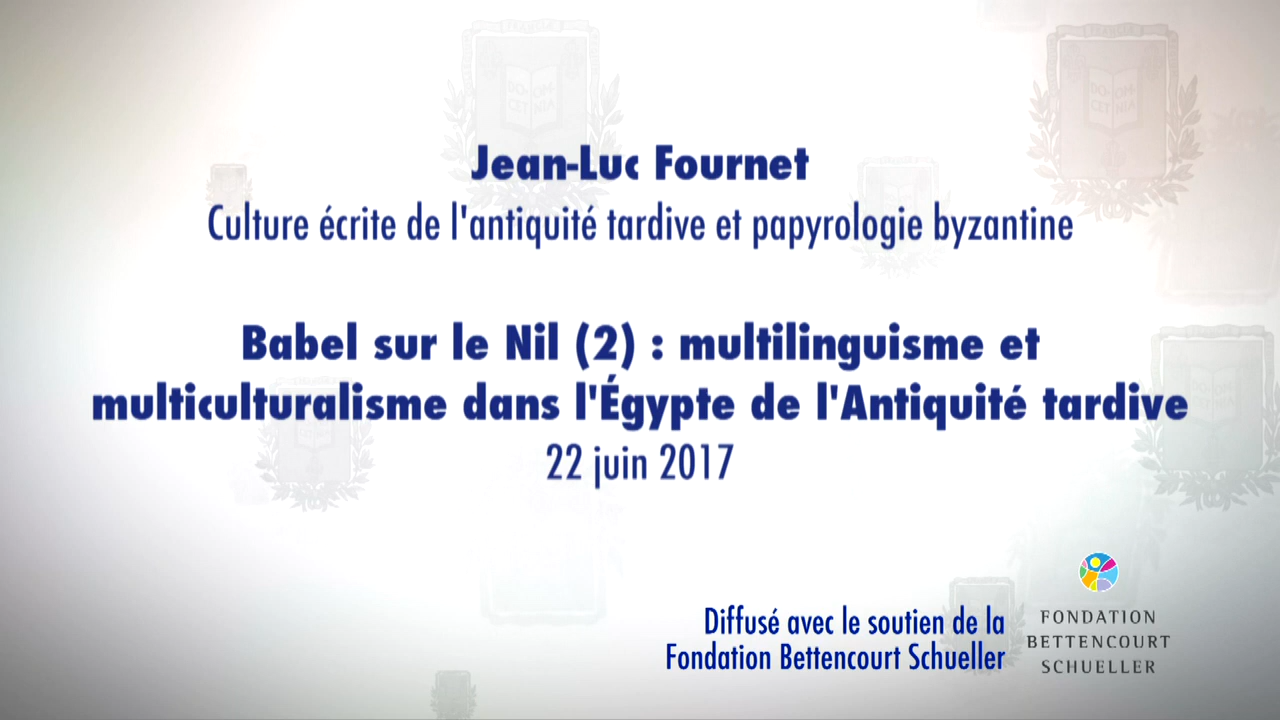 Jean-Luc Fournet
Culture écrite de l'antiquité tardive et papyrologie byzantine
Babel sur le Nil (2) : multilinguisme et
multiculturalisme dans l'Égypte de l'Antiquité tardive
22 juin 2017
Diffusé avec le soutien de la
Fondation Bettencourt Schueller
FONDATION
BETTENCOURT
SCHUELLER